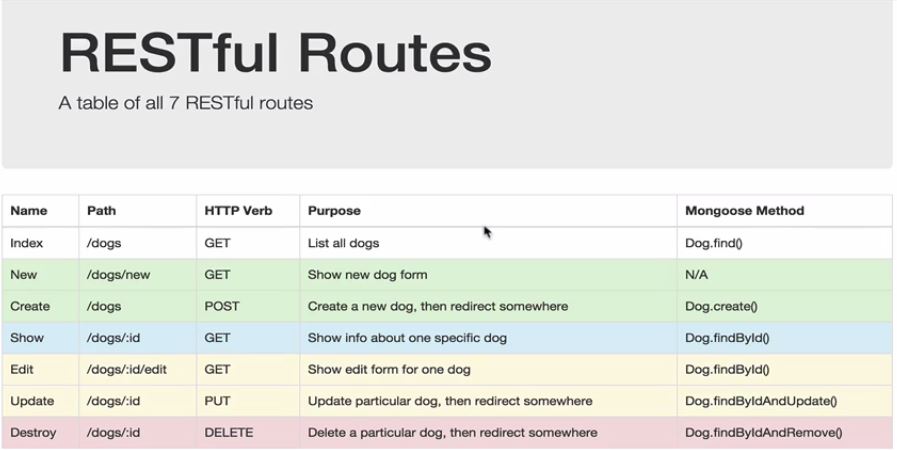 RESTful Routes
A table of all 7 RESTful routes
Name Path HTTP Verb Purpose Mongoose Method
Index /dogs GET List all dogs Dog.find()
New /dogs/new GET Show new dog form N/A
Create /dogs POST Create a new dog, then redirect somewhere Dog.create()
Show /dogs/:id GET Show info about one specific dog Dog.findById()
Edit /dogs/:id/edit GET Show edit form for one dog Dog.findById()
Update /dogs/:id PUT Update particular dog, then redirect somewhere Dog.findByIdAndUpdate()
Destroy /dogs/:id DELETE Delete a particular dog, then redirect somewhere Dog.findByIdAndRemove()